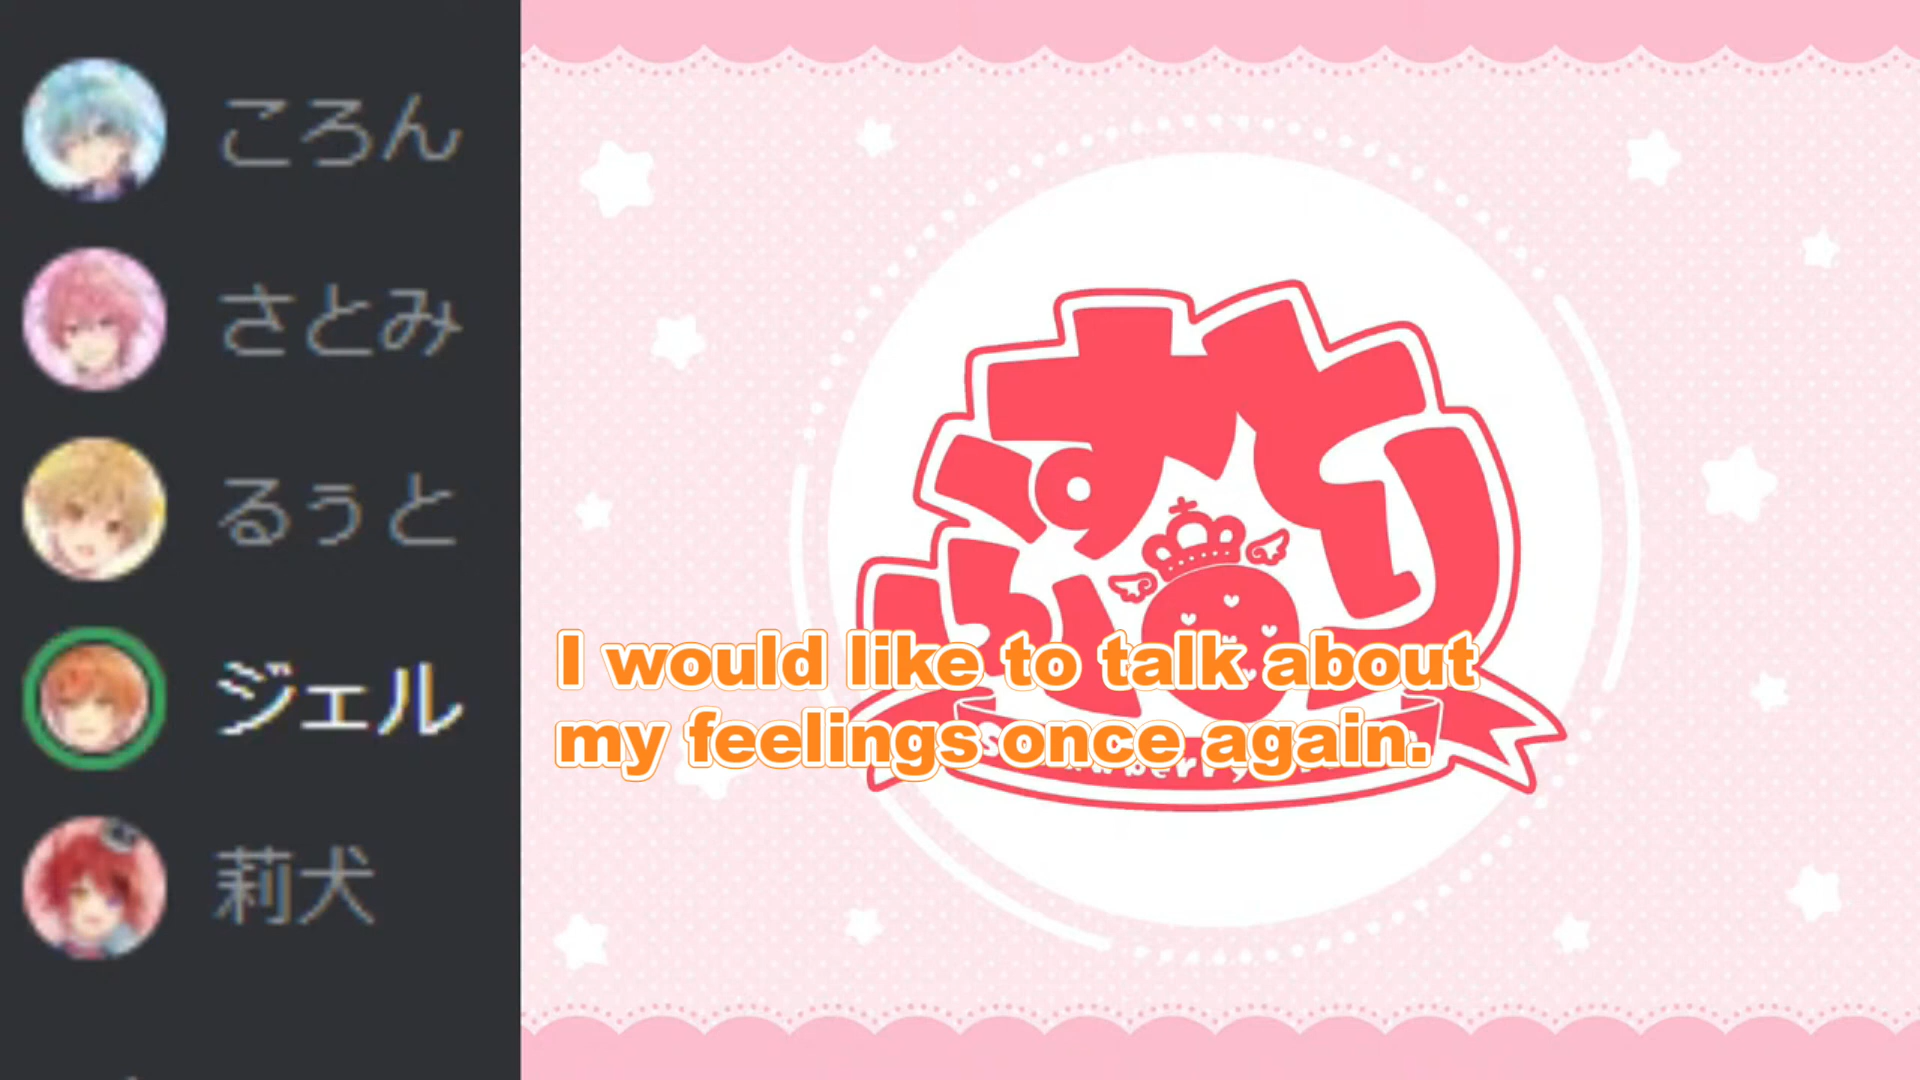 ころん
さとみ
るぅと
ジェル
莉犬
すとぷり
I would like to talk about
my feelings once again.